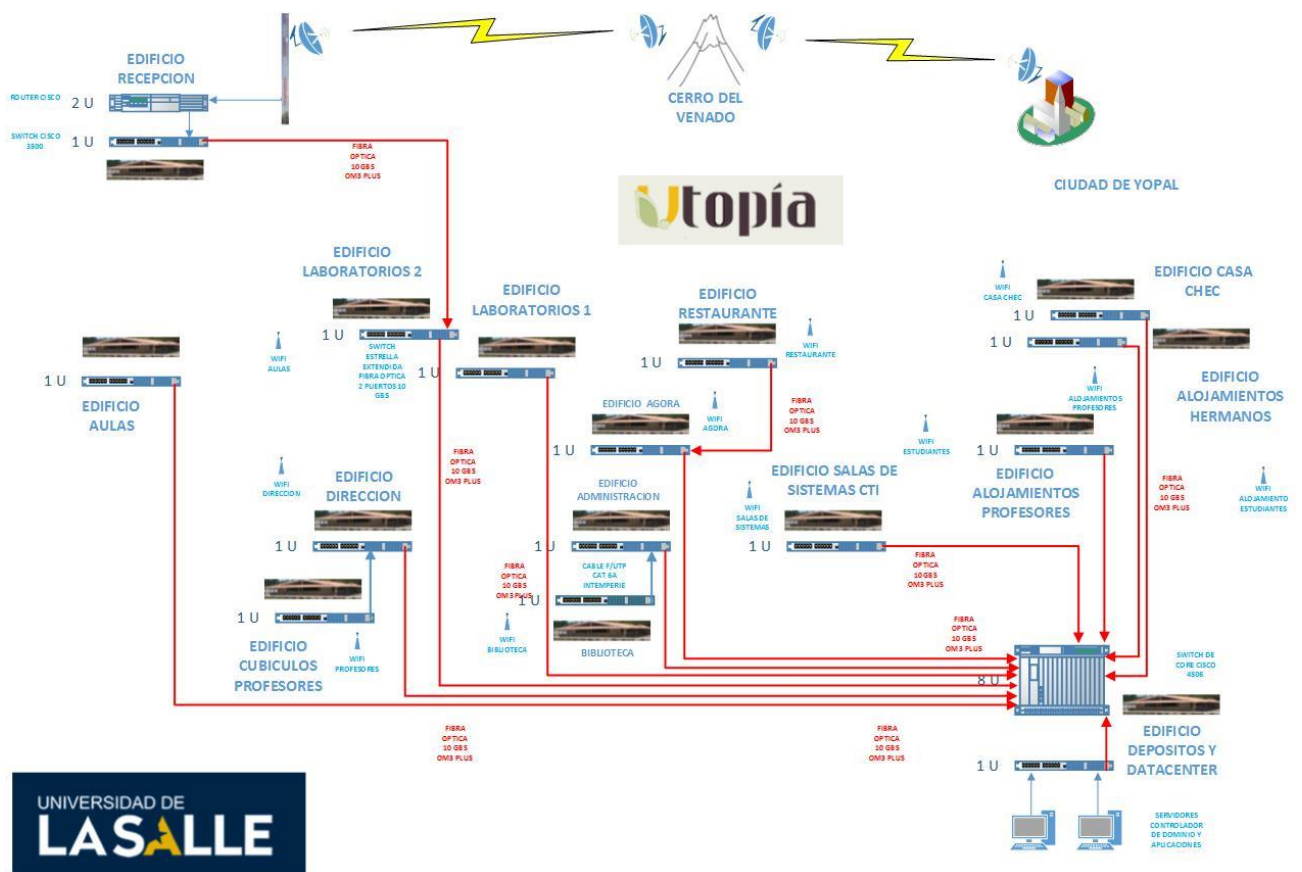 EDIFICIO
RECEPCION
ROUTER CISCO
2 U
SWITCH CISCO
3500
1 U
FIBRA
OPTICA
10 GBS
OM3 PLUS
CERRO DEL
VENADO
CIUDAD DE YOPAL
Utopía
EDIFICIO
LABORATORIOS 2
1 U
SWITCH
ESTRELLA
EXTENDIDA
FIBRA OPTICA
2 PUERTOS 10
GBS
EDIFICIO
LABORATORIOS 1
1 U
EDIFICIO
RESTAURANTE
1 U
WIFI
RESTAURANTE
WIFI
CASA CHEC
EDIFICIO CASA
CHEC
1 U
1 U
EDIFICIO
ALOJAMIENTOS
HERMANOS
WIFI
ALOJAMIENTOS
PROFESORES
WIFI
AULAS
1 U
EDIFICIO
AULAS
EDIFICIO AGORA
1 U
WIFI
AGORA
FIBRA
OPTICA
10 GBS
OM3 PLUS
WIFI
ESTUDIANTES
1 U
EDIFICIO
ALOJAMIENTOS
PROFESORES
FIBRA
OPTICA
10 GBS
OM3 PLUS
WIFI
ALOJAMIENTO
ESTUDIANTES
WIFI
DIRECCION
EDIFICIO
DIRECCION
1 U
FIBRA
OPTICA
10 GBS
OM3 PLUS
EDIFICIO
ADMINISTRACION
1 U
CABLE F/UTP
CAT 6A
INTEMPERIE
EDIFICIO SALAS DE
SISTEMAS CTI
WIFI
SALAS DE
SISTEMAS
1 U
FIBRA
OPTICA
10GBS
OM3 PLUS
FIBRA
OPTICA
10 GBS
OM3 PLUS
1 U
WIFI
BIBLIOTECA
BIBLIOTECA
1 U
EDIFICIO
CUBICULOS
PROFESORES
WIFI
PROFESORES
FIBRA
OPTICA
10 GBS
OM3 PLUS
8 U
SWITCH DE
CORE CISCO
4506
EDIFICIO
DEPOSITOS Y
DATACENTER
FIBRA
OPTICA
10 GBS
OM3 PLUS
FIBRA
OPTICA
10 GBS
OM3 PLUS
1 U
SERVIDORES
CONTROLADOR
DE DOMINIO Y
APLICACIONES
UNIVERSIDAD DE
LA SALLE